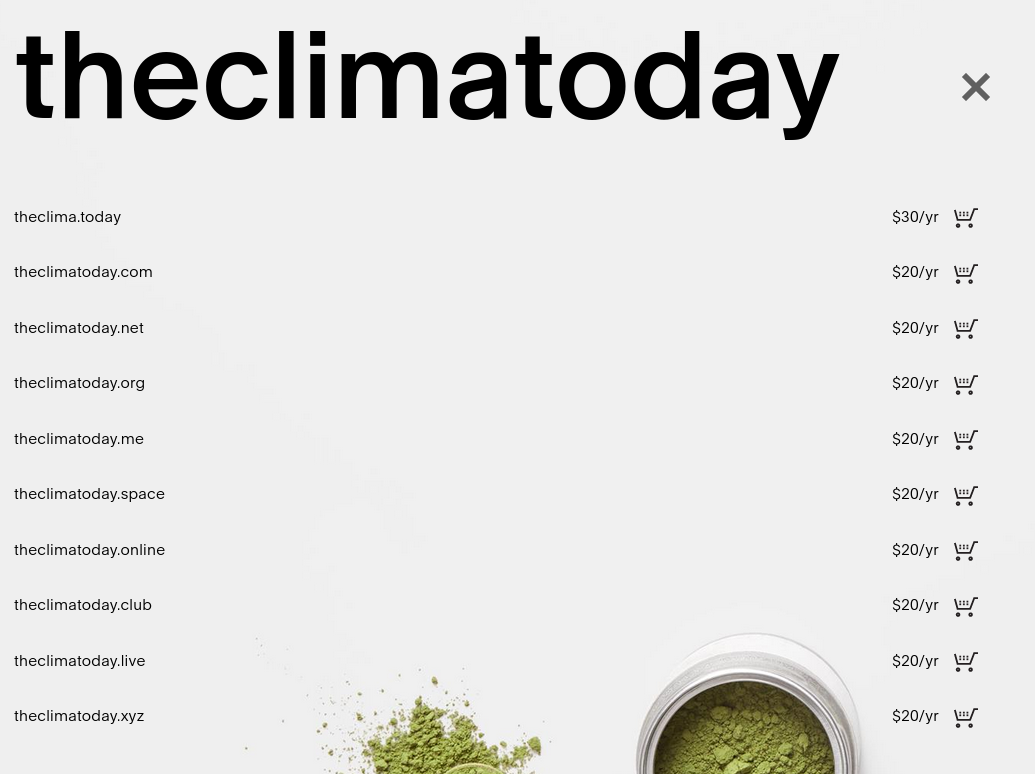 theclimatoday
theclima.today $30/yr
theclimatoday.com $20/yr
theclimatoday.net $20/yr
theclimatoday.org $20/yr
theclimatoday.me $20/yr
theclimatoday.space $20/yr
theclimatoday.online $20/yr
theclimatoday.club $20/yr
theclimatoday.live $20/yr
theclimatoday.xyz $20/yr